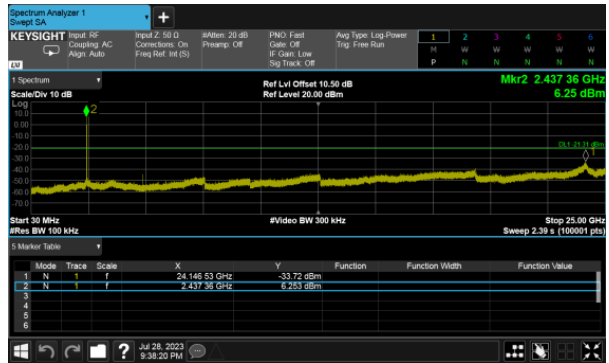 Spectrum Analyzer 1
Swept SA
+
KEYSIGHT Input: RF Input Z: 50 Ω #Atten: 20 dB PNO: Fast Avg Type: Log-Power 1 2 3 4 5 6
Coupling: AC Corrections: On Preamp: Off Gate: Off Trig: Free Run M W W W W W
Align: Auto Freq Ref: Int (S) IF Gain: Low P N N N N N
Sig Track: Off
LXI
1 Spectrum
Ref Lvl Offset 10.50 dB Mkr2 2.437 36 GHz
Scale/Div 10 dB Ref Level 20.00 dBm 6.25 dBm
Log
2
10.0
0.00
-10.0
DL1 -21.31 dBm
-20.0
1
-30.0
-40.0
-50.0
-60.0
-70.0
Start 30 MHz #Video BW 300 kHz Stop 25.00 GHz
#Res BW 100 kHz Sweep 2.39 s (100001 pts)
5 Marker Table
Mode Trace Scale X Y Function Function Width Function Value
1 N 1 f 24.146 53 GHz -33.72 dBm
2 N 1 f 2.437 36 GHz 6.253 dBm
3
4
5
6
? Jul 28, 2023
9:38:20 PM